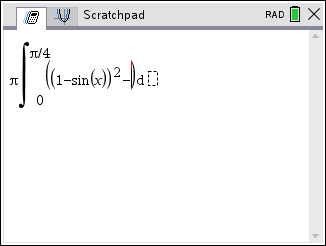 Scratchpad RAD
π∫₀^(π/4) ((1−sin(x))²−)d